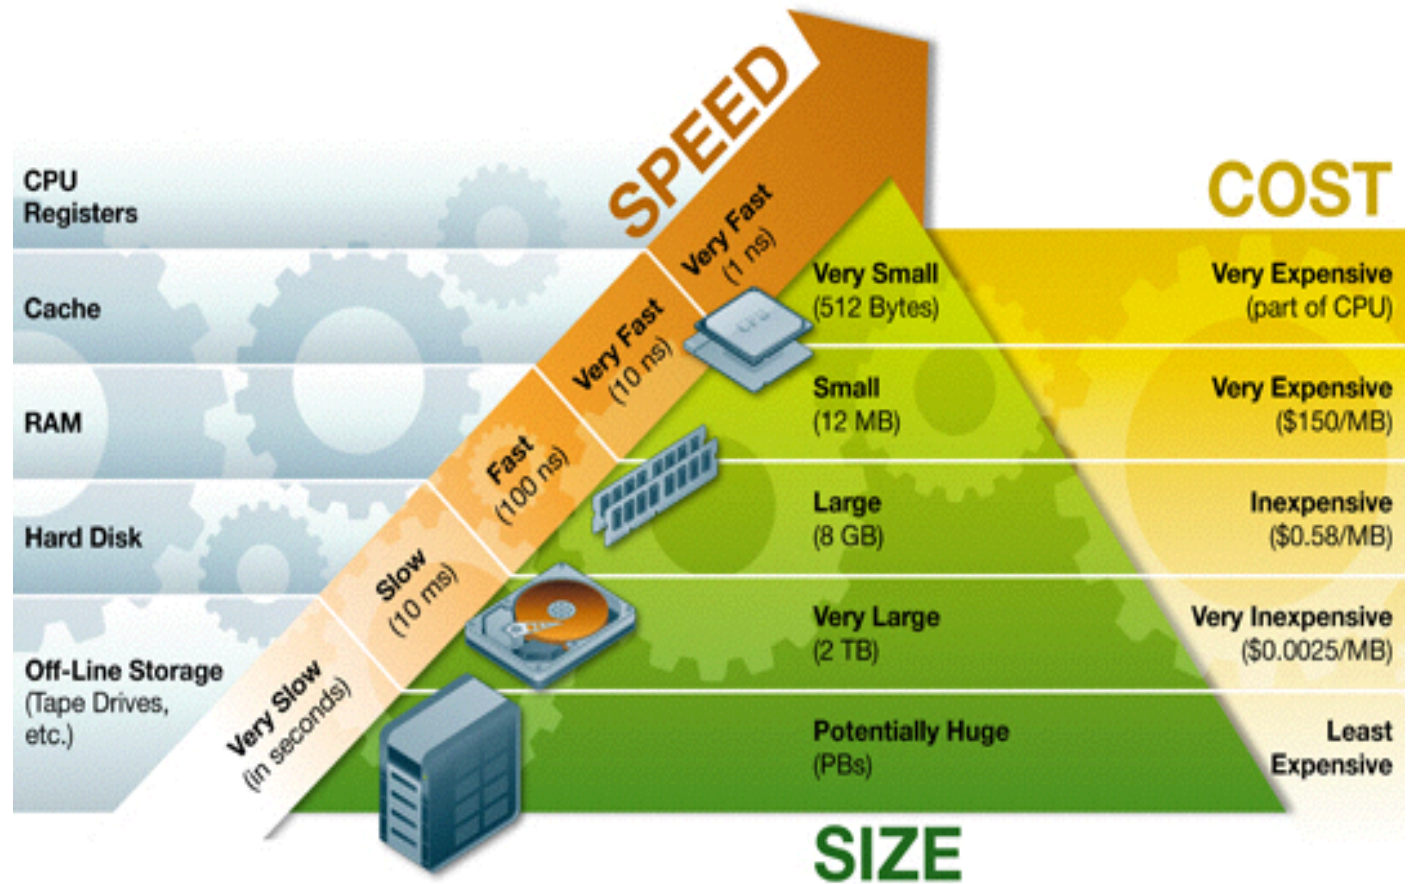 SPEED
COST
CPU
Registers
Very Fast
(1 ns)
Very Small
(512 Bytes)
Very Expensive
(part of CPU)
Cache
Very Fast
(10 ns)
CPU
Small
(12 MB)
Very Expensive
($150/MB)
RAM
Fast
(100 ns)
Large
(8 GB)
Inexpensive
($0.58/MB)
Hard Disk
Slow
(10 ms)
Very Large
(2 TB)
Very Inexpensive
($0.0025/MB)
Off-Line Storage
(Tape Drives,
etc.)
Very Slow
(in seconds)
Potentially Huge
(PBs)
Least
Expensive
SIZE